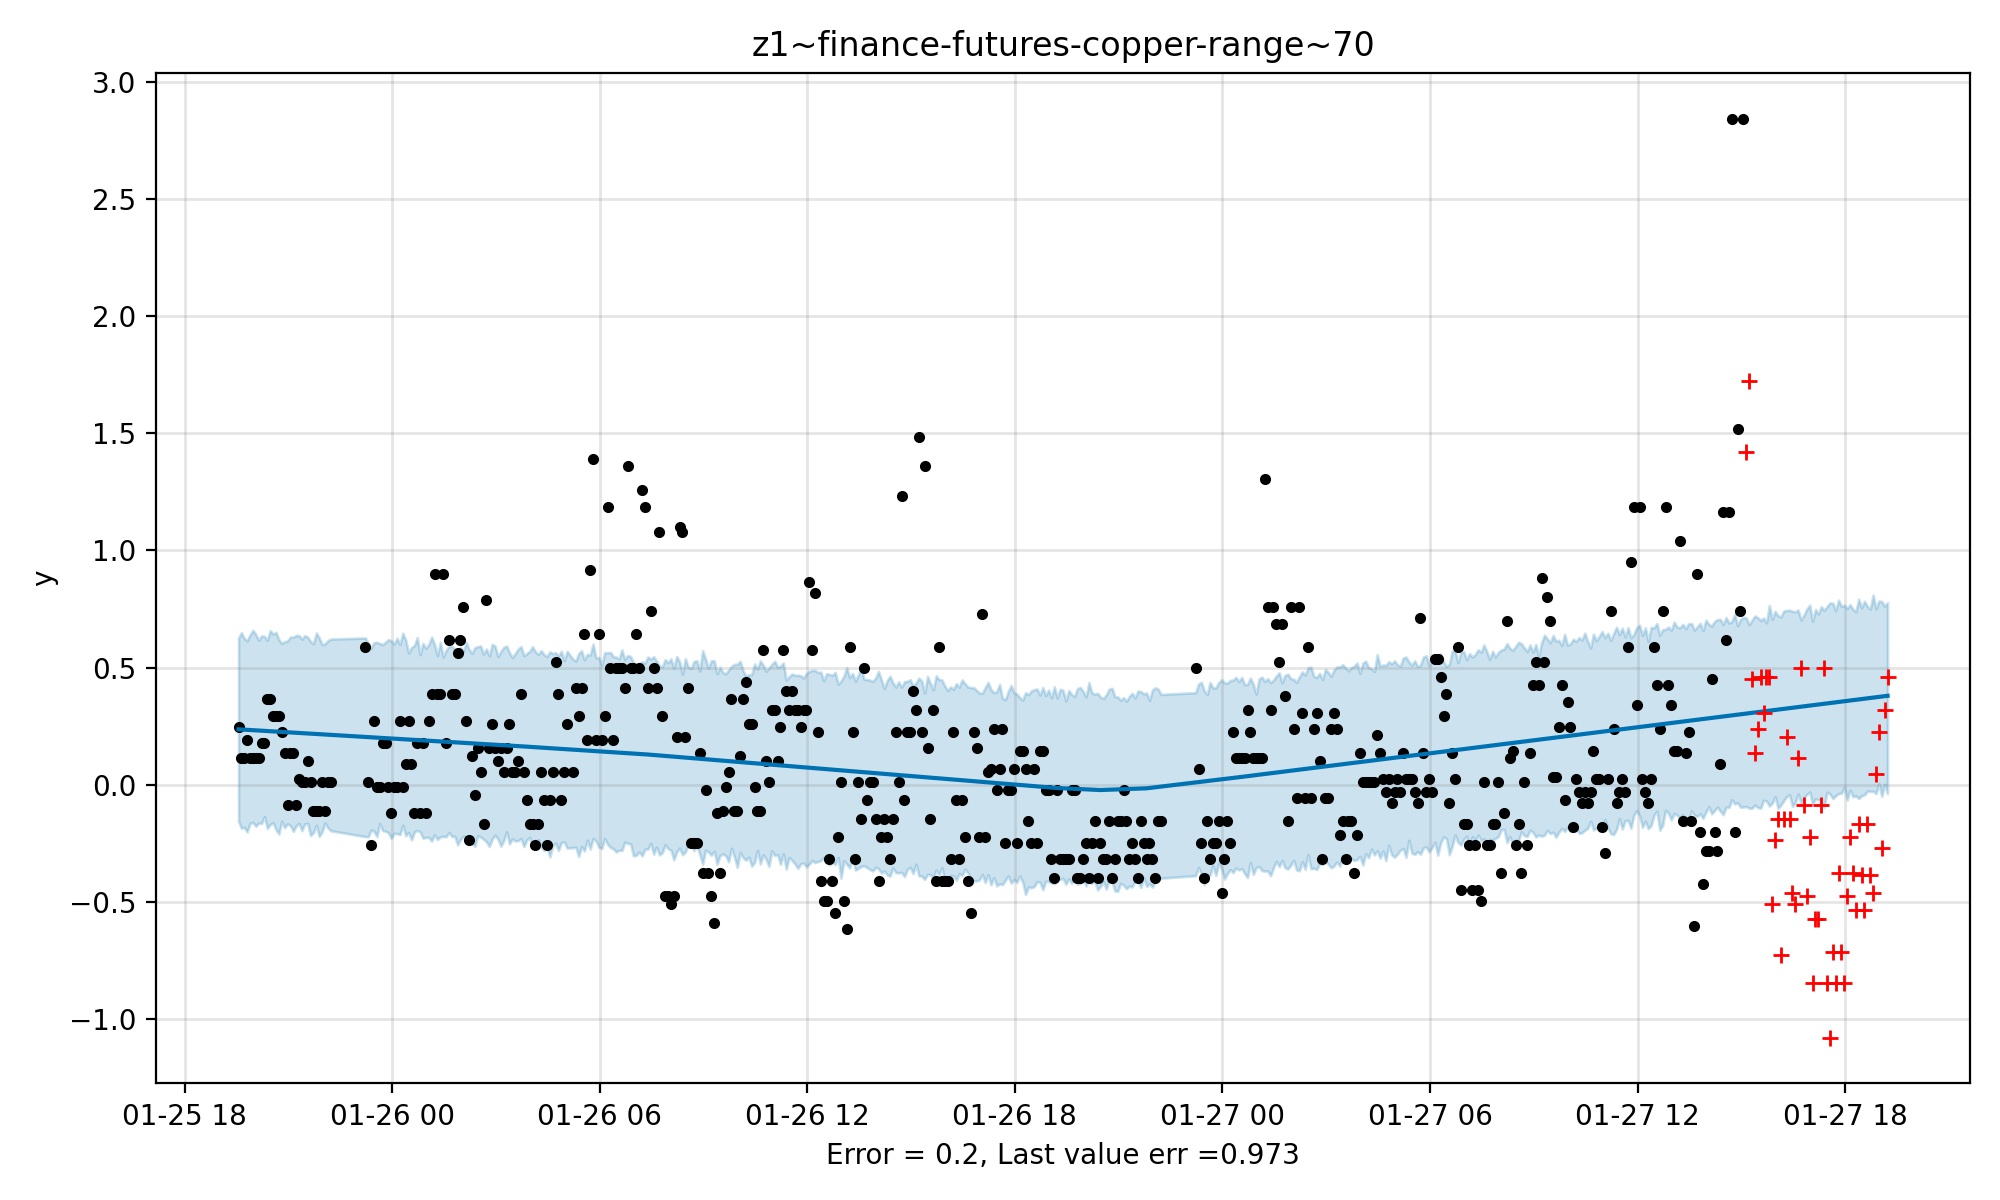 z1~finance-futures-copper-range~70
3.0
2.5
2.0
1.5
1.0
0.5
0.0
−0.5
−1.0
y
01-25 18 01-26 00 01-26 06 01-26 12 01-26 18 01-27 00 01-27 06 01-27 12 01-27 18
Error = 0.2, Last value err =0.973